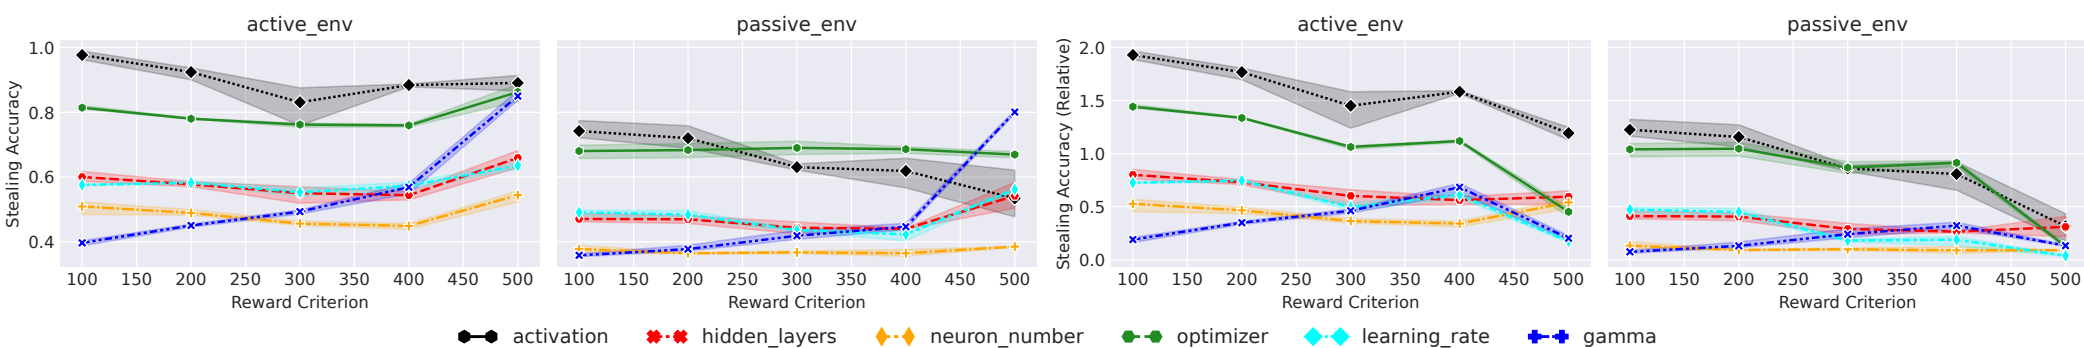 active_env
passive_env
active_env
passive_env
Stealing Accuracy
1.0
0.8
0.6
0.4
Stealing Accuracy (Relative)
2.0
1.5
1.0
0.5
0.0
100 150 200 250 300 350 400 450 500
100 150 200 250 300 350 400 450 500
100 150 200 250 300 350 400 450 500
100 150 200 250 300 350 400 450 500
Reward Criterion
Reward Criterion
Reward Criterion
Reward Criterion
activation hidden_layers neuron_number optimizer learning_rate gamma